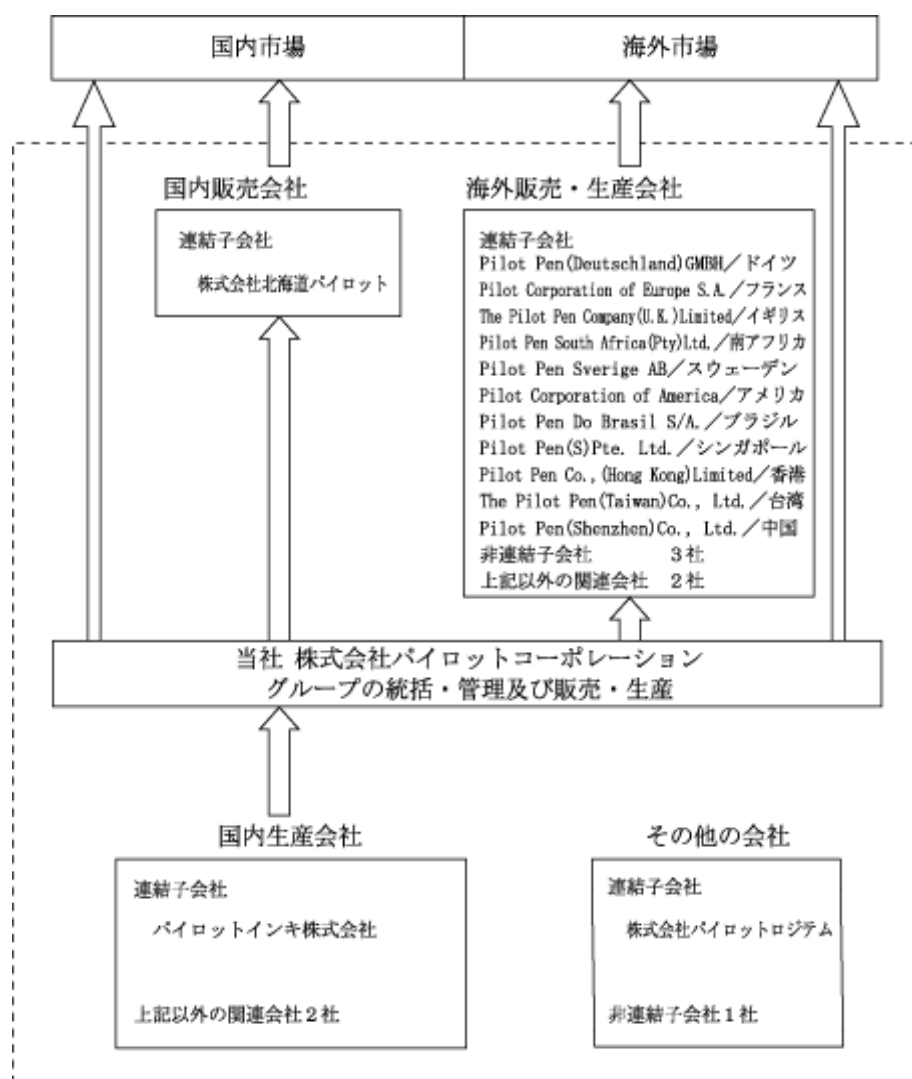 国内市場
海外市場
国内販売会社
連結子会社
株式会社北海道パイロット
海外販売・生産会社
連結子会社
Pilot Pen(Deutschland)GMBH／ドイツ
Pilot Corporation of Europe S.A.／フランス
The Pilot Pen Company(U.K.)Limited／イギリス
Pilot Pen South Africa(Pty)Ltd.／南アフリカ
Pilot Pen Sverige AB／スウェーデン
Pilot Corporation of America／アメリカ
Pilot Pen Do Brasil S/A.／ブラジル
Pilot Pen(S)Pte. Ltd.／シンガポール
Pilot Pen Co.,(Hong Kong)Limited／香港
The Pilot Pen(Taiwan)Co., Ltd.／台湾
Pilot Pen(Shenzhen)Co., Ltd.／中国
非連結子会社 3社
上記以外の関連会社 2社
当社 株式会社パイロットコーポレーション
グループの統括・管理及び販売・生産
国内生産会社
連結子会社
パイロットインキ株式会社
上記以外の関連会社2社
その他の会社
連結子会社
株式会社パイロットロジテム
非連結子会社1社